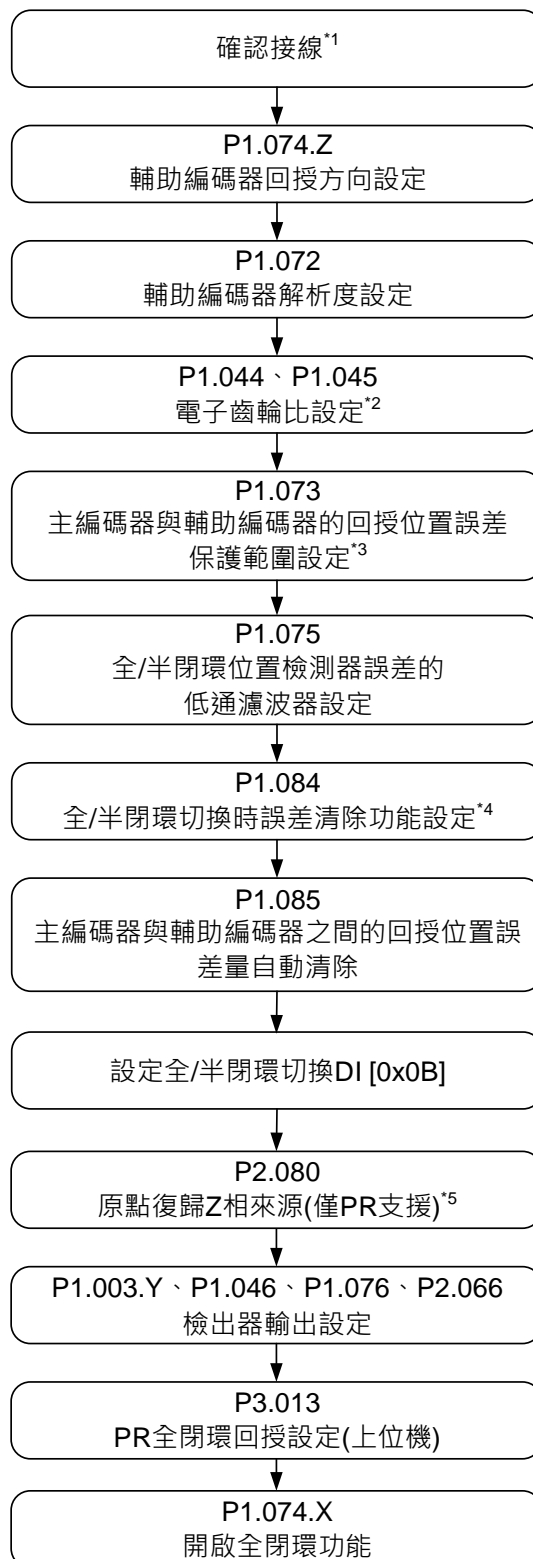 確認接線*1
P1.074.Z
輔助編碼器回授方向設定
P1.072
輔助編碼器解析度設定
P1.044、P1.045
電子齒輪比設定*2
P1.073
主編碼器與輔助編碼器的回授位置誤差
保護範圍設定*3
P1.075
全/半閉環位置檢測器誤差的
低通濾波器設定
P1.084
全/半閉環切換時誤差清除功能設定*4
P1.085
主編碼器與輔助編碼器之間的回授位置誤
差量自動清除
設定全/半閉環切換DI [0x0B]
P2.080
原點復歸Z相來源(僅PR支援)*5
P1.003.Y、P1.046、P1.076、P2.066
檢出器輸出設定
P3.013
PR全閉環回授設定(上位機)
P1.074.X
開啟全閉環功能